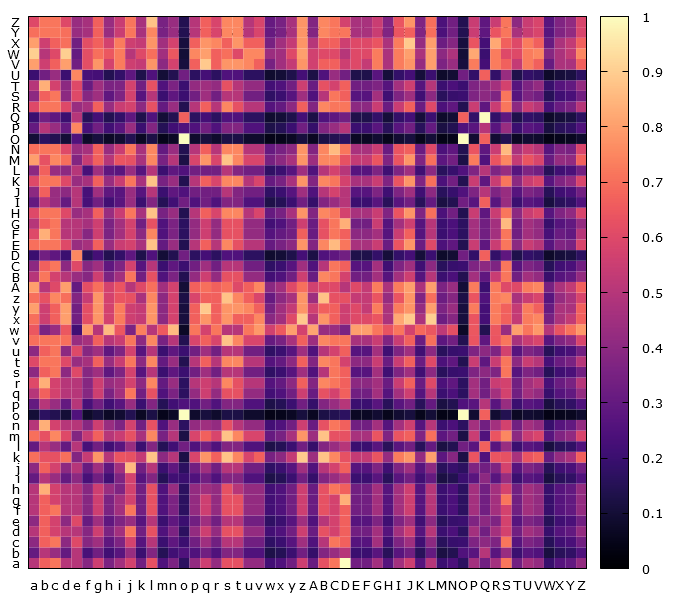 Z
Y
X
W
V
U
T
S
R
Q
P
O
N
M
L
K
J
I
H
G
F
E
D
C
B
A
z
y
x
w
v
u
t
s
r
q
p
o
n
m
l
k
j
i
h
g
f
e
d
c
b
a
a b c d e f g h i j k l m n o p q r s t u v w x y z A B C D E F G H I J K L M N O P Q R S T U V W X Y Z
1
0.9
0.8
0.7
0.6
0.5
0.4
0.3
0.2
0.1
0